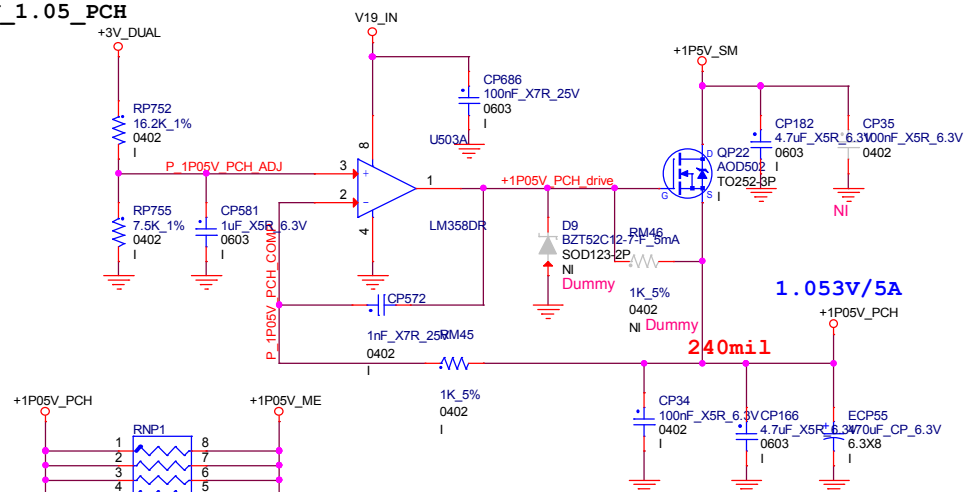 _1.05_PCH
+3V_DUAL
V19_IN
+1P5V_SM
RP752
16.2K_1%
0402
I
CP686
100nF_X7R_25V
0603
I
U503A
8
P_1P05V_PCH_ADJ
3
+
2
1
4
LM358DR
+1P05V_PCH_drive
D
QP22
AOD502
TO252-3P
I
G
S
CP182
4.7uF_X5R_6.3V
0603
I
CP35
100nF_X5R_6.3V
0402
NI
RP755
7.5K_1%
0402
I
CP581
1uF_X5R_6.3V
0603
I
P_1P05V_PCH_COMP
D9
BZT52C12-7-F_5mA
SOD123-2P
NI
Dummy
RM46
1K_5%
0402
NI Dummy
CP572
1nF_X7R_25V
0402
I
RM45
1K_5%
0402
I
1.053V/5A
+1P05V_PCH
240mil
CP34
100nF_X5R_6.3V
0402
I
CP166
4.7uF_X5R_6.3V
0603
I
ECP55
470uF_CP_6.3V
6.3X8
I
+1P05V_PCH
+1P05V_ME
RNP1
1 8
2 7
3 6
4 5